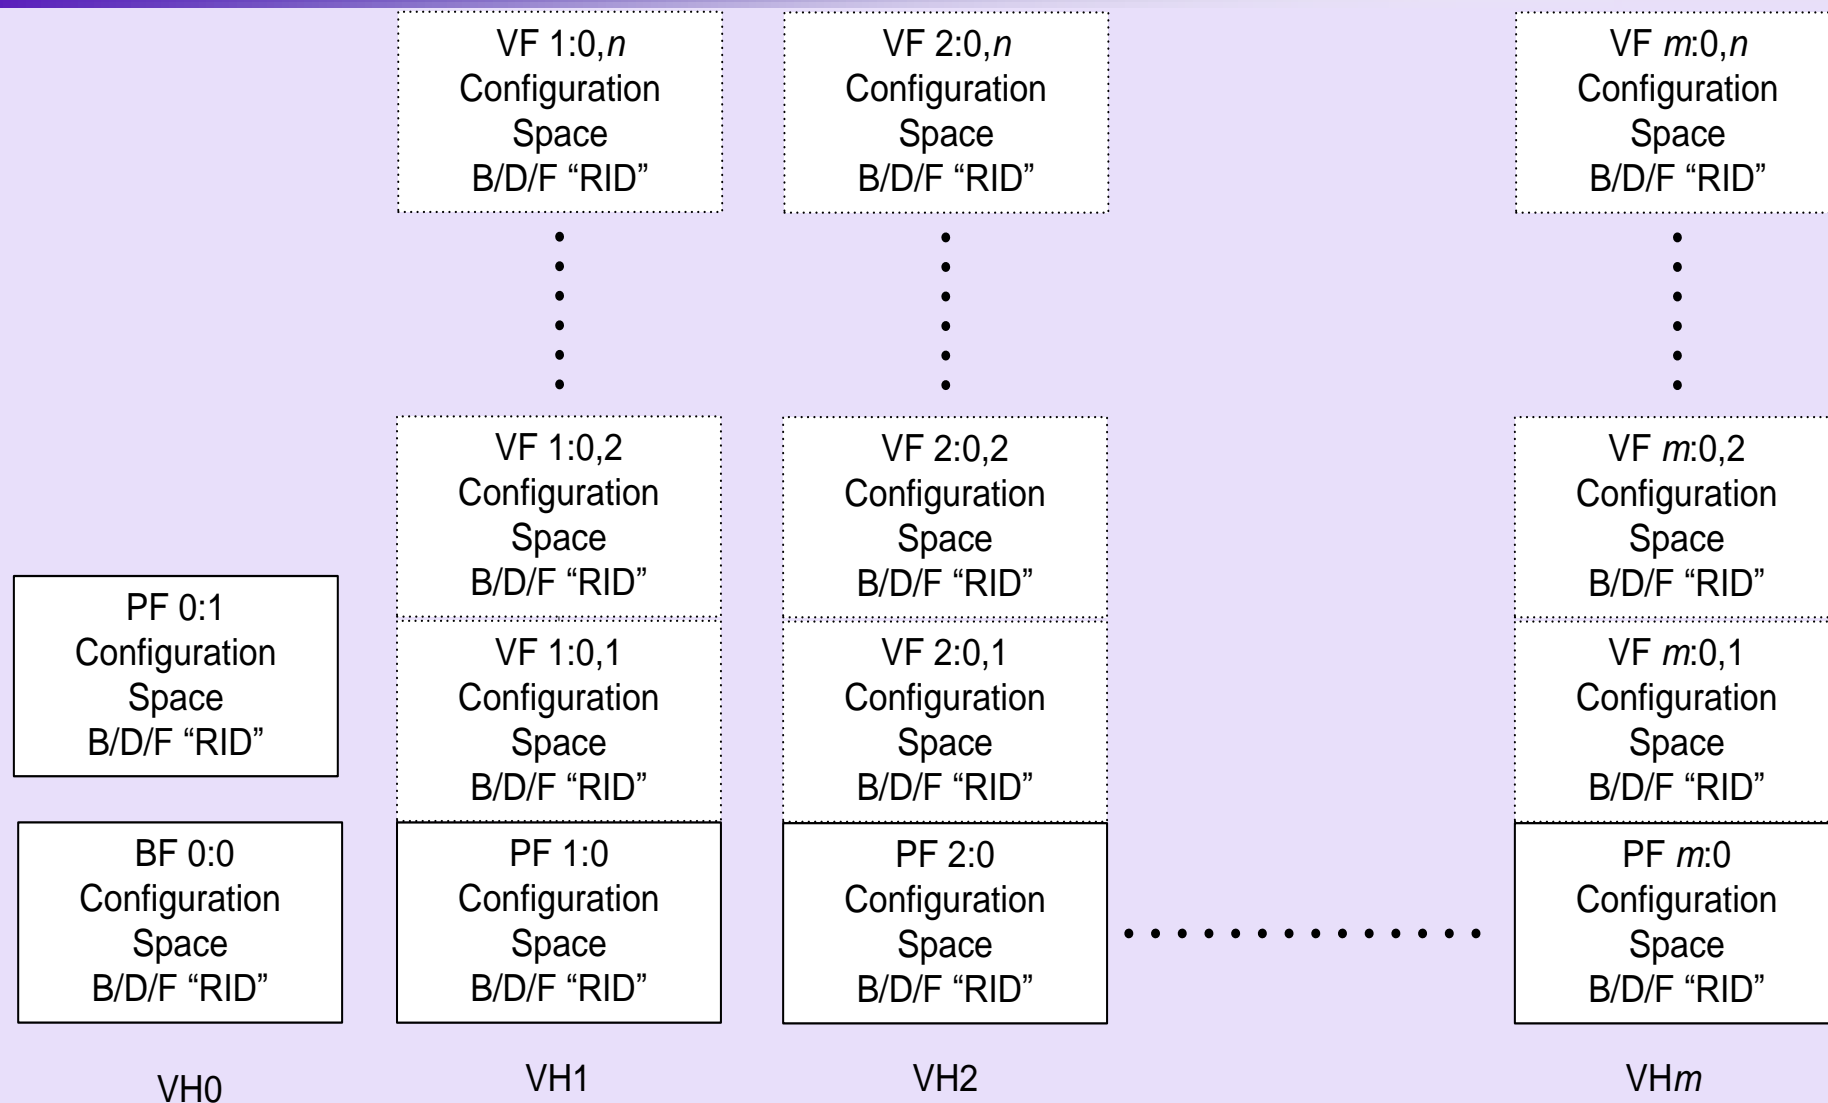 VF 1:0,n
Configuration
Space
B/D/F “RID”
VF 2:0,n
Configuration
Space
B/D/F “RID”
VF m:0,n
Configuration
Space
B/D/F “RID”
VF 1:0,2
Configuration
Space
B/D/F “RID”
VF 2:0,2
Configuration
Space
B/D/F “RID”
VF m:0,2
Configuration
Space
B/D/F “RID”
PF 0:1
Configuration
Space
B/D/F “RID”
VF 1:0,1
Configuration
Space
B/D/F “RID”
VF 2:0,1
Configuration
Space
B/D/F “RID”
VF m:0,1
Configuration
Space
B/D/F “RID”
BF 0:0
Configuration
Space
B/D/F “RID”
PF 1:0
Configuration
Space
B/D/F “RID”
PF 2:0
Configuration
Space
B/D/F “RID”
PF m:0
Configuration
Space
B/D/F “RID”
VH0
VH1
VH2
VHm